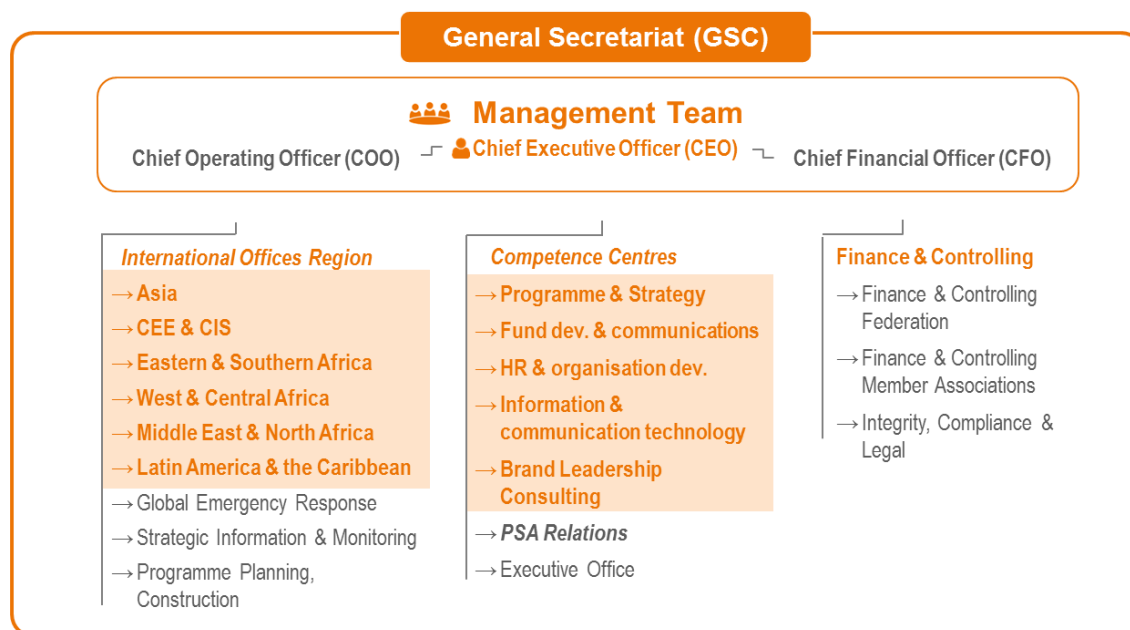 General Secretariat (GSC)
Management Team
Chief Operating Officer (COO)
Chief Executive Officer (CEO)
Chief Financial Officer (CFO)
International Offices Region
→ Asia
→ CEE & CIS
→ Eastern & Southern Africa
→ West & Central Africa
→ Middle East & North Africa
→ Latin America & the Caribbean
→ Global Emergency Response
→ Strategic Information & Monitoring
→ Programme Planning,
Construction
Competence Centres
→ Programme & Strategy
→ Fund dev. & communications
→ HR & organisation dev.
→ Information &
communication technology
→ Brand Leadership
Consulting
→ PSA Relations
→ Executive Office
Finance & Controlling
→ Finance & Controlling
Federation
→ Finance & Controlling
Member Associations
→ Integrity, Compliance &
Legal